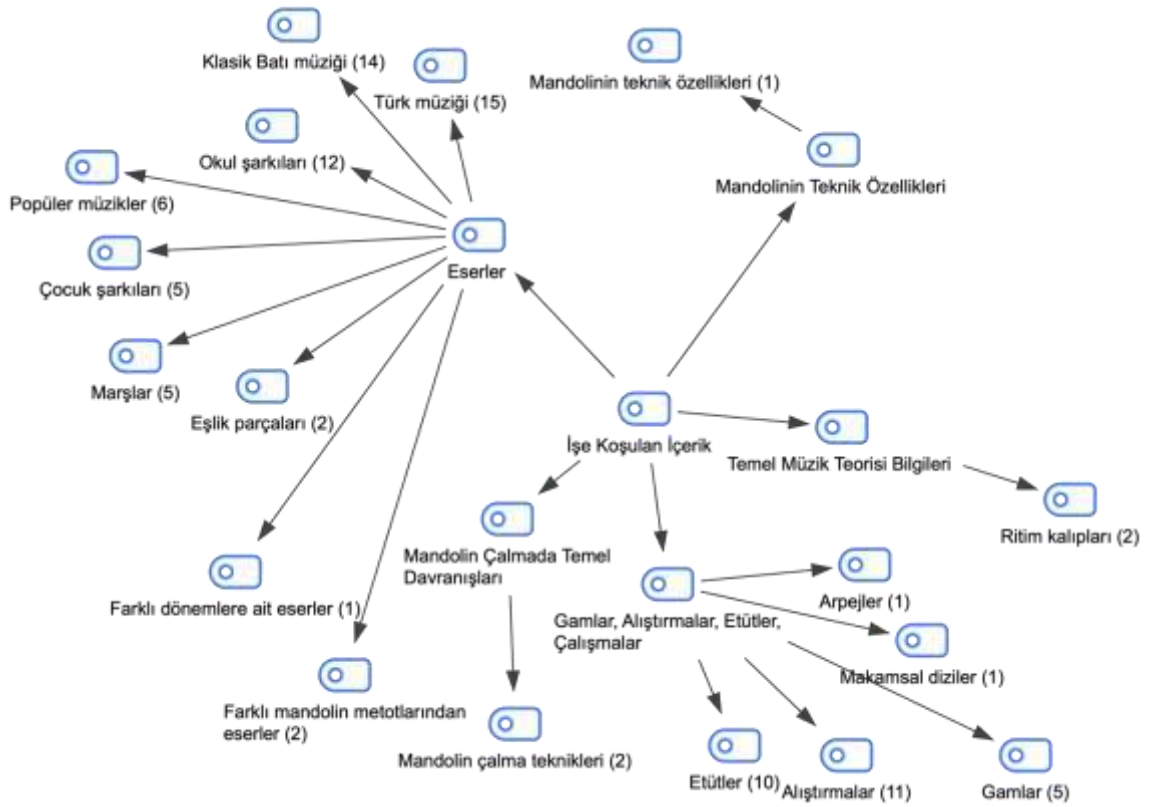 Klasik Batı müziği (14)
Mandolinin teknik özellikleri (1)
Türk müziği (15)
Okul şarkıları (12)
Mandolinin Teknik Özellikleri
Popüler müzikler (6)
Eserler
Çocuk şarkıları (5)
Marşlar (5)
Eşlik parçaları (2)
İşe Koşulan İçerik
Temel Müzik Teorisi Bilgileri
Ritim kalıpları (2)
Mandolin Çalmada Temel
Davranışları
Farklı dönemlere ait eserler (1)
Arpejler (1)
Gamlar, Alıştırmalar, Etütler,
Çalışmalar
Makamsal diziler (1)
Farklı mandolin metotlarından
eserler (2)
Mandolin çalma teknikleri (2)
Etütler (10)
Alıştırmalar (11)
Gamlar (5)